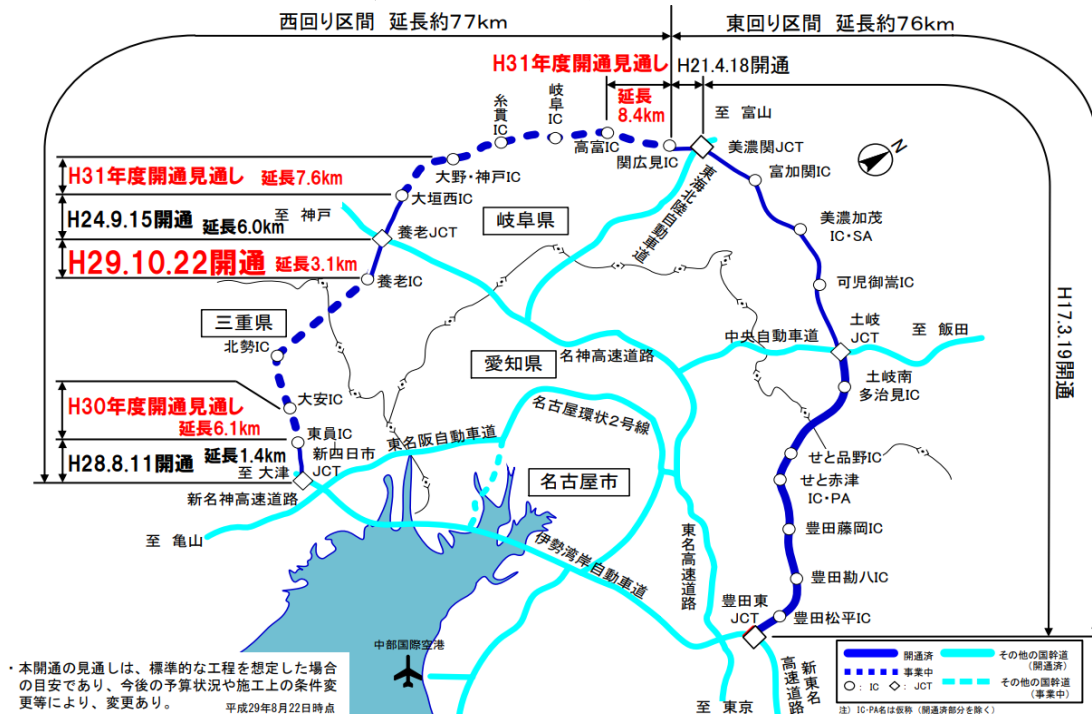 西回り区間 延長約77km
東回り区間 延長約76km
H31年度開通見通し
H21.4.18開通
延長
8.4km
至 富山
糸貫IC
岐阜IC
高富IC
関広見IC
美濃関JCT
富加関IC
大野・神戸IC
H31年度開通見通し 延長7.6km
大垣西IC
H24.9.15開通 延長6.0km
至 神戸
養老JCT
H29.10.22開通 延長3.1km
養老IC
岐阜県
東海北陸自動車道
美濃加茂
IC・SA
可児御嵩IC
N
三重県
北勢IC
愛知県
名神高速道路
中央自動車道
土岐
JCT
至 飯田
H17.3.19開通
土岐南
多治見IC
大安IC
H30年度開通見通し
延長6.1km
東員IC
H28.8.11開通 延長1.4km
新四日市
JCT
至 大津
東名阪自動車道
名古屋環状2号線
名古屋市
せと品野IC
せと赤津
IC・PA
新名神高速道路
至 亀山
伊勢湾岸自動車道
東名高速道路
豊田藤岡IC
豊田勘八IC
豊田東
JCT
豊田松平IC
中部国際空港
至 東京
新東名
高速道路
・本開通の見通しは、標準的な工程を想定した場合
の目安であり、今後の予算状況や施工上の条件変
更等により、変更あり。
平成29年8月22日時点
開通済
その他の国幹道
(開通済)
事業中
○: IC ◇: JCT
その他の国幹道
(事業中)
注) IC・PA名は仮称 (開通済部分を除く)